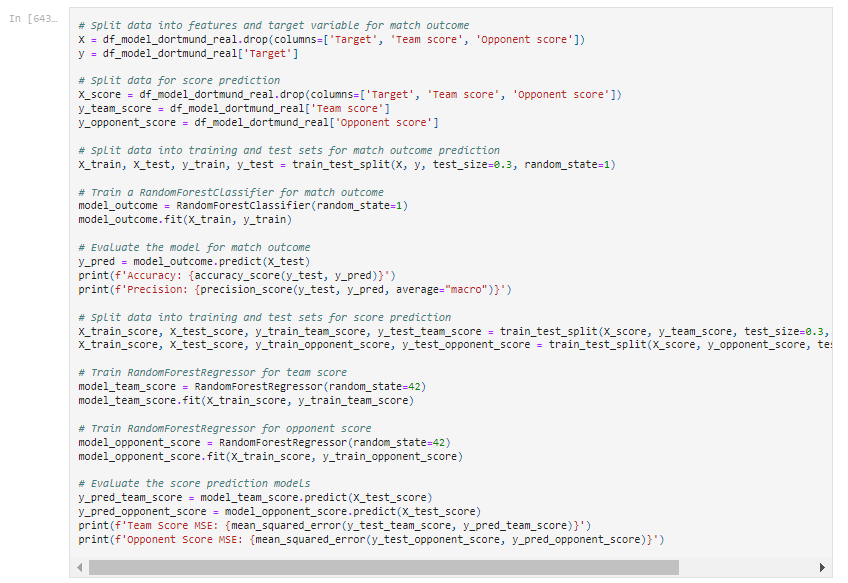 In [643…
# Split data into features and target variable for match outcome
X = df_model_dortmund_real.drop(columns=['Target', 'Team score', 'Opponent score'])
y = df_model_dortmund_real['Target']
# Split data for score prediction
X_score = df_model_dortmund_real.drop(columns=['Target', 'Team score', 'Opponent score'])
y_team_score = df_model_dortmund_real['Team score']
y_opponent_score = df_model_dortmund_real['Opponent score']
# Split data into training and test sets for match outcome prediction
X_train, X_test, y_train, y_test = train_test_split(X, y, test_size=0.3, random_state=1)
# Train a RandomForestClassifier for match outcome
model_outcome = RandomForestClassifier(random_state=1)
model_outcome.fit(X_train, y_train)
# Evaluate the model for match outcome
y_pred = model_outcome.predict(X_test)
print(f'Accuracy: {accuracy_score(y_test, y_pred)}')
print(f'Precision: {precision_score(y_test, y_pred, average="macro")}')
# Split data into training and test sets for score prediction
X_train_score, X_test_score, y_train_team_score, y_test_team_score = train_test_split(X_score, y_team_score, test_size=0.3,
X_train_score, X_test_score, y_train_opponent_score, y_test_opponent_score = train_test_split(X_score, y_opponent_score,
# Train RandomForestRegressor for team score
model_team_score = RandomForestRegressor(random_state=42)
model_team_score.fit(X_train_score, y_train_team_score)
# Train RandomForestRegressor for opponent score
model_opponent_score = RandomForestRegressor(random_state=42)
model_opponent_score.fit(X_train_score, y_train_opponent_score)
# Evaluate the score prediction models
y_pred_team_score = model_team_score.predict(X_test_score)
y_pred_opponent_score = model_opponent_score.predict(X_test_score)
print(f'Team Score MSE: {mean_squared_error(y_test_team_score, y_pred_team_score)}')
print(f'Opponent Score MSE: {mean_squared_error(y_test_opponent_score, y_pred_opponent_score)}')